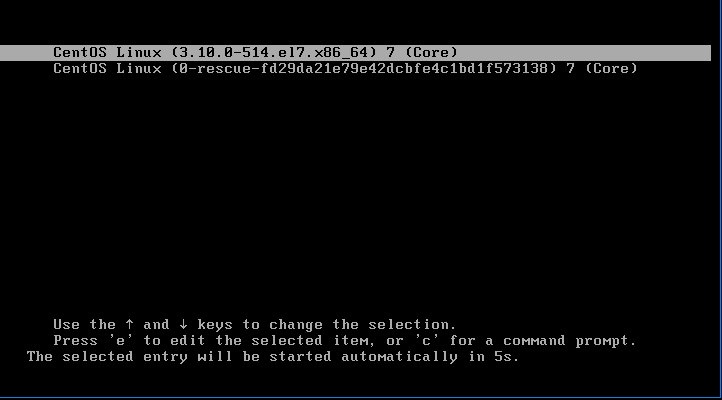 CentOS Linux (3.10.0-514.el7.x86_64) 7 (Core)
CentOS Linux (0-rescue-fd29da21e79e42dcbfe4c1bd1f573138) 7 (Core)
Use the ↑ and ↓ keys to change the selection.
Press 'e' to edit the selected item, or 'c' for a command prompt.
The selected entry will be started automatically in 5s.